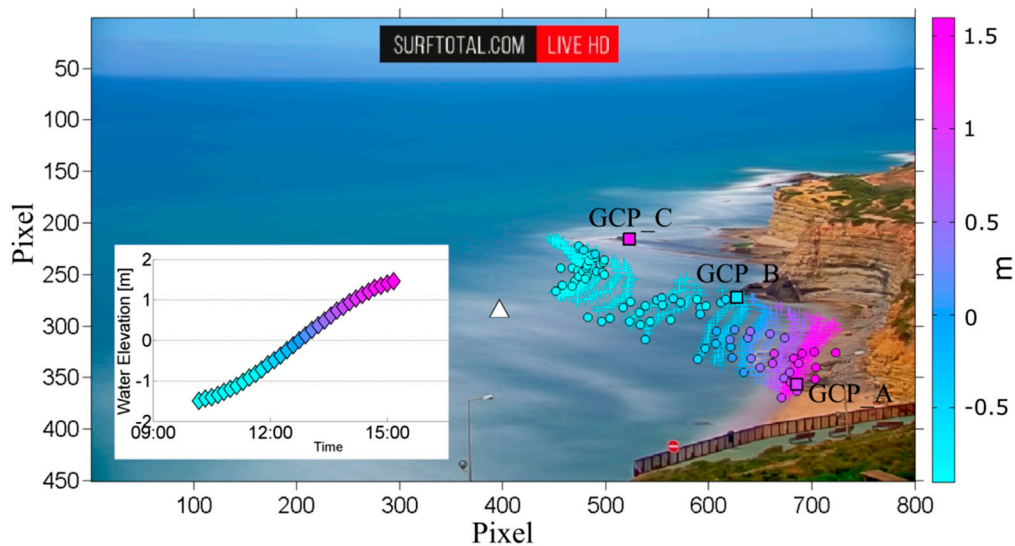 SURFTOTAL.COM LIVE HD
Pixel
50
100
150
200
250
300
350
400
450
GCP_C
GCP_B
GCP_A
Water Elevation [m]
2
1
0
-1
-2
09:00 12:00 15:00
Time
100 200 300 400 500 600 700 800
Pixel
1.5
1
0.5
0
-0.5
m